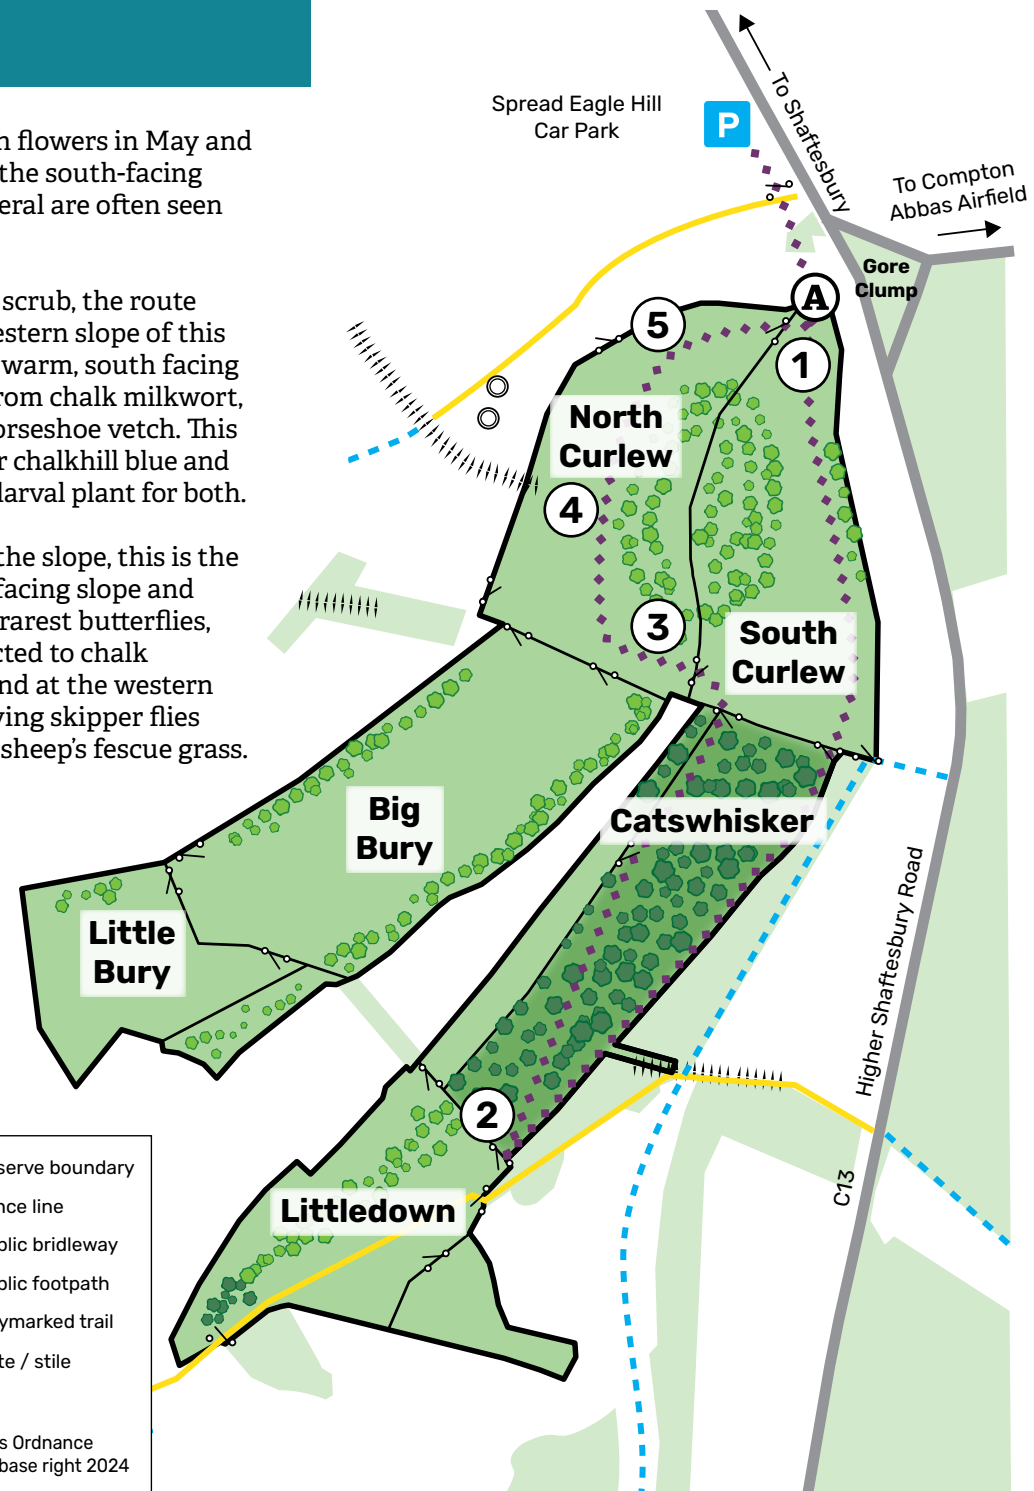 n flowers in May and
the south-facing
eral are often seen
scrub, the route
estern slope of this
warm, south facing
rom chalk milkwort,
orseshoe vetch. This
r chalkhill blue and
larval plant for both.
the slope, this is the
facing slope and
rarest butterflies,
cted to chalk
nd at the western
ving skipper flies
sheep's fescue grass.
Spread Eagle Hill
Car Park
P
To Shaftesbury
To Compton
Abbas Airfield
Gore
Clump
A
5
1
North
Curlew
4
3
South
Curlew
Big
Bury
Catswhisker
Little
Bury
Higher Shaftesbury Road
2
C13
Littledown
serve boundary
nce line
blic bridleway
blic footpath
ymarked trail
te / stile
s Ordnance
base right 2024